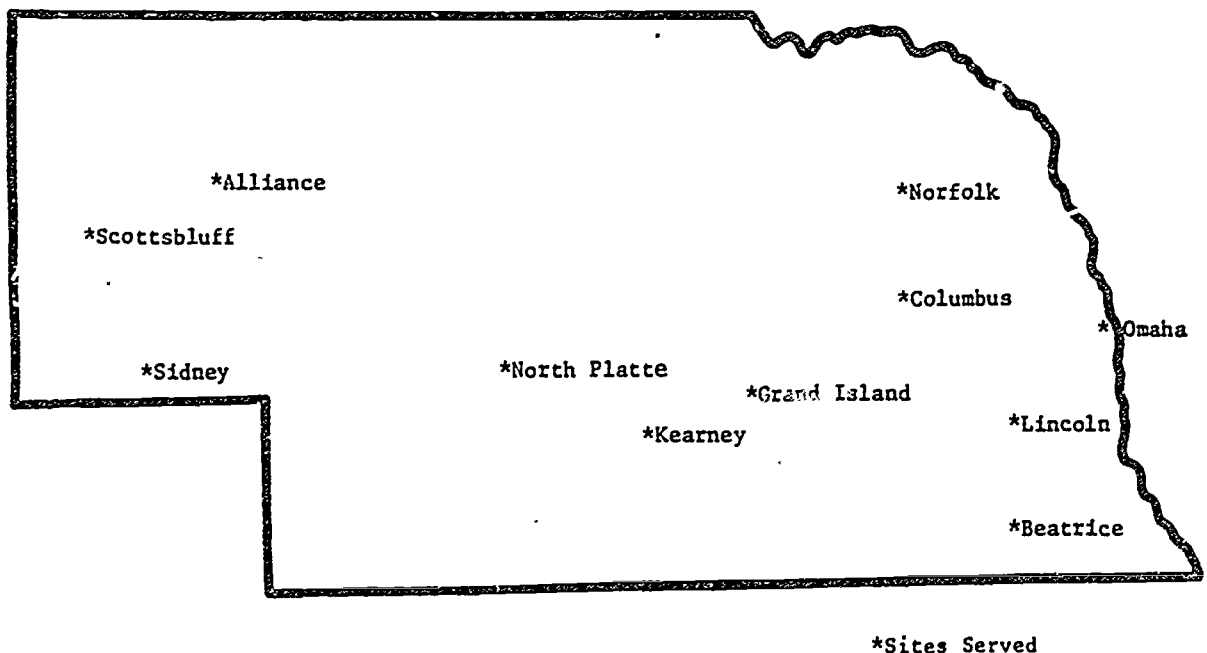 *Alliance
*Norfolk
*Scottsbluff
*Columbus
* Omaha
*Sidney
*North Platte
*Grand Island
*Lincoln
*Kearney
*Beatrice
*Sites Served